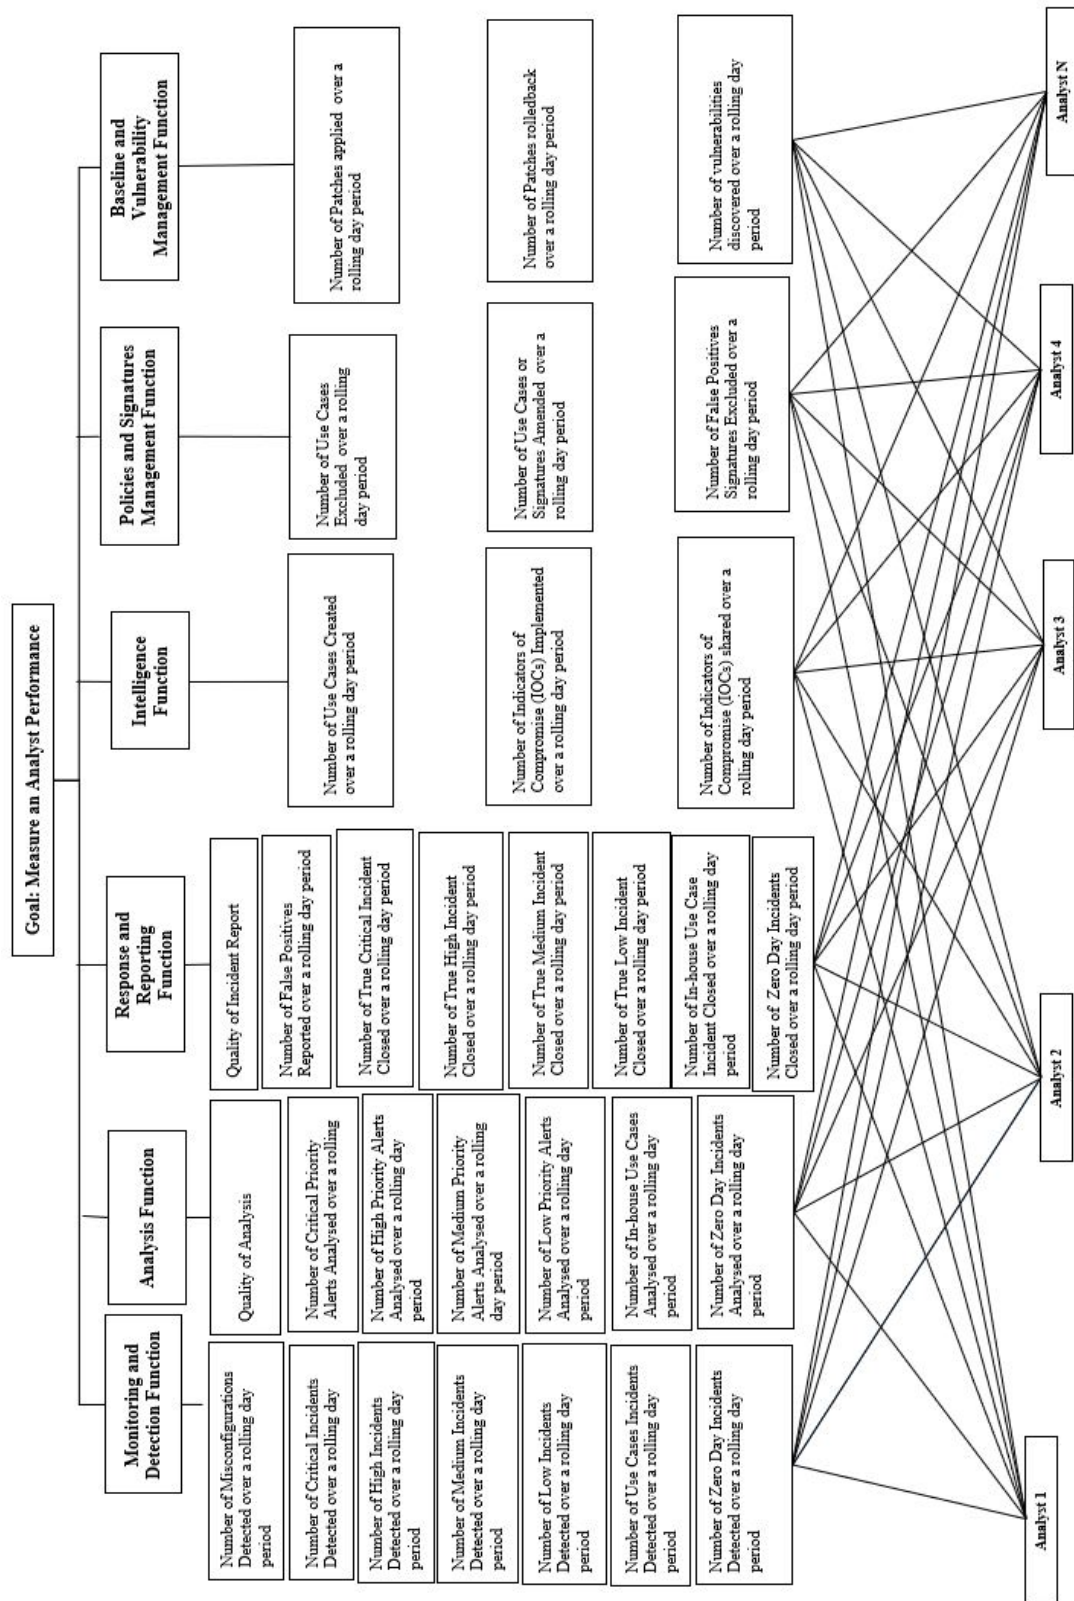 Goal: Measure an Analyst Performance
Monitoring and
Detection Function
Analysis Function
Response and
Reporting
Function
Intelligence
Function
Policies and Signatures
Management Function
Baseline and
Vulnerability
Management Function
Number of Misconfigurations
Detected over a rolling day
period
Number of Critical Incidents
Detected over a rolling day
Number of High Incidents
Detected over a rolling day
period
Number of Medium Incidents
Detected over a rolling day
period
Number of Low Incidents
Detected over a rolling day
period
Number of Use Cases Incidents
Detected over a rolling day
period
Number of Zero Day Incidents
Detected over a rolling day
period
Quality of Analysis
Number of Critical Priority
Alerts Analysed over a rolling
Number of High Priority Alerts
Analysed over a rolling day
period
Number of Medium Priority
Alerts Analysed over a rolling
day period
Number of Low Priority Alerts
Analysed over a rolling day
period
Number of In-house Use Cases
Analysed over a rolling day
period
Number of Zero Day Incidents
Analysed over a rolling day
period
Quality of Incident Report
Number of False Positives
Reported over a rolling day period
Number of True Critical Incident
Closed over a rolling day period
Number of True High Incident
Closed over a rolling day period
Number of True Medium Incident
Closed over a rolling day period
Number of True Low Incident
Closed over a rolling day period
Number of In-house Use Case
Incident Closed over a rolling day
period
Number of Zero Day Incidents
Closed over a rolling day period
Number of Use Cases Created
over a rolling day period
Number of Indicators of
Compromise (IOCs) Implemented
over a rolling day period
Number of Indicators of
Compromise (IOCs) shared over a
rolling day period
Number of Use Cases
Excluded over a rolling
day period
Number of Use Cases or
Signatures Amended over a
rolling day period
Number of False Positives
Signatures Excluded over a
rolling day period
Number of Patches applied over a
rolling day period
Number of Patches rolledback
over a rolling day period
Number of vulnerabilities
discovered over a rolling day
period
Analyst 1
Analyst 2
Analyst 3
Analyst 4
Analyst N